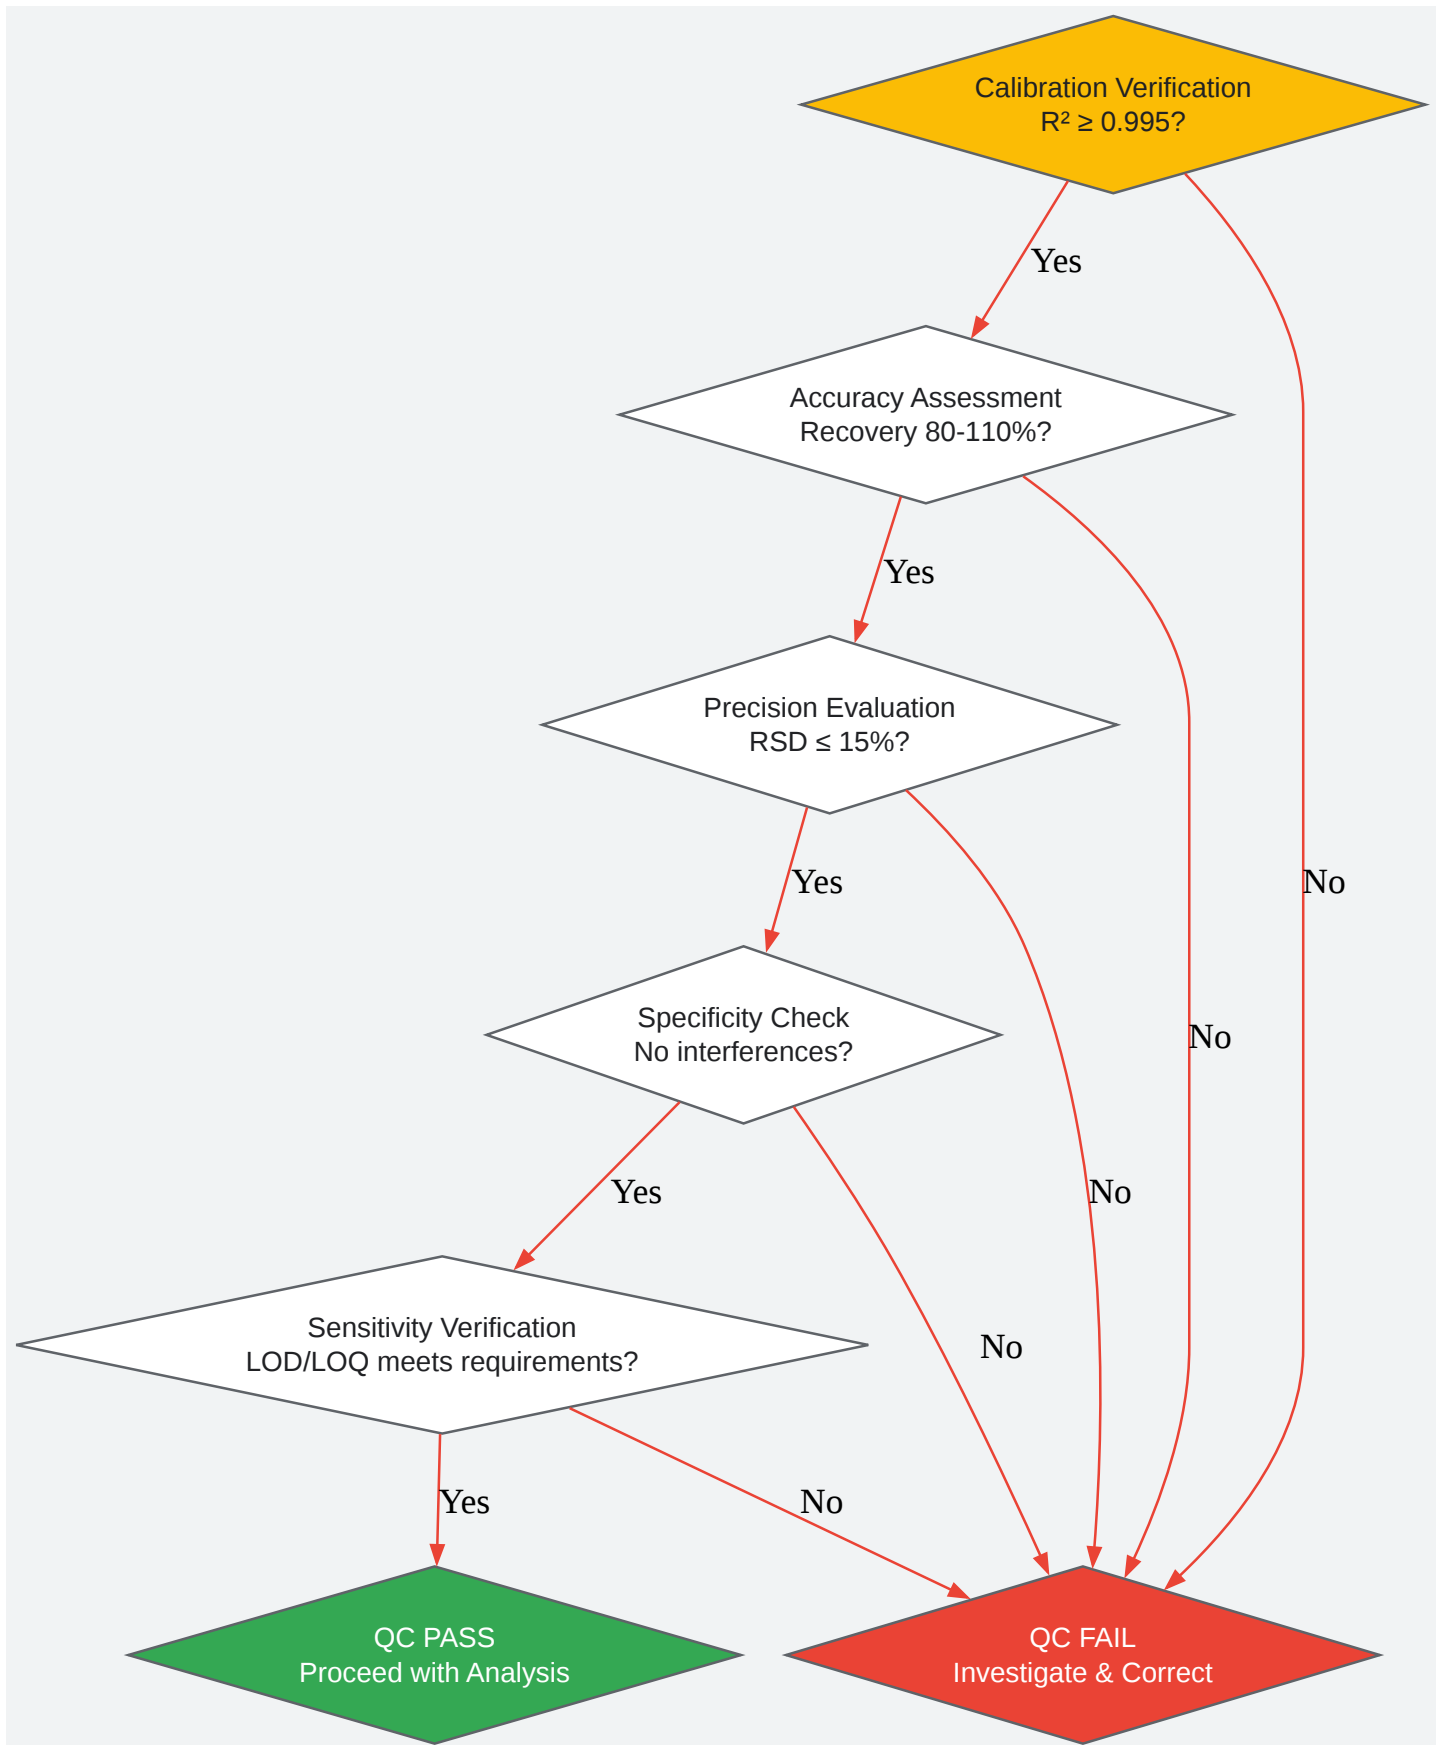 Calibration Verification
R² ≥ 0.995?
Yes
Accuracy Assessment
Recovery 80-110%?
Yes
Precision Evaluation
RSD ≤ 15%?
Yes
No
Specificity Check
No interferences?
No
Yes
No
Sensitivity Verification
LOD/LOQ meets requirements?
No
Yes
No
QC PASS
Proceed with Analysis
QC FAIL
Investigate & Correct